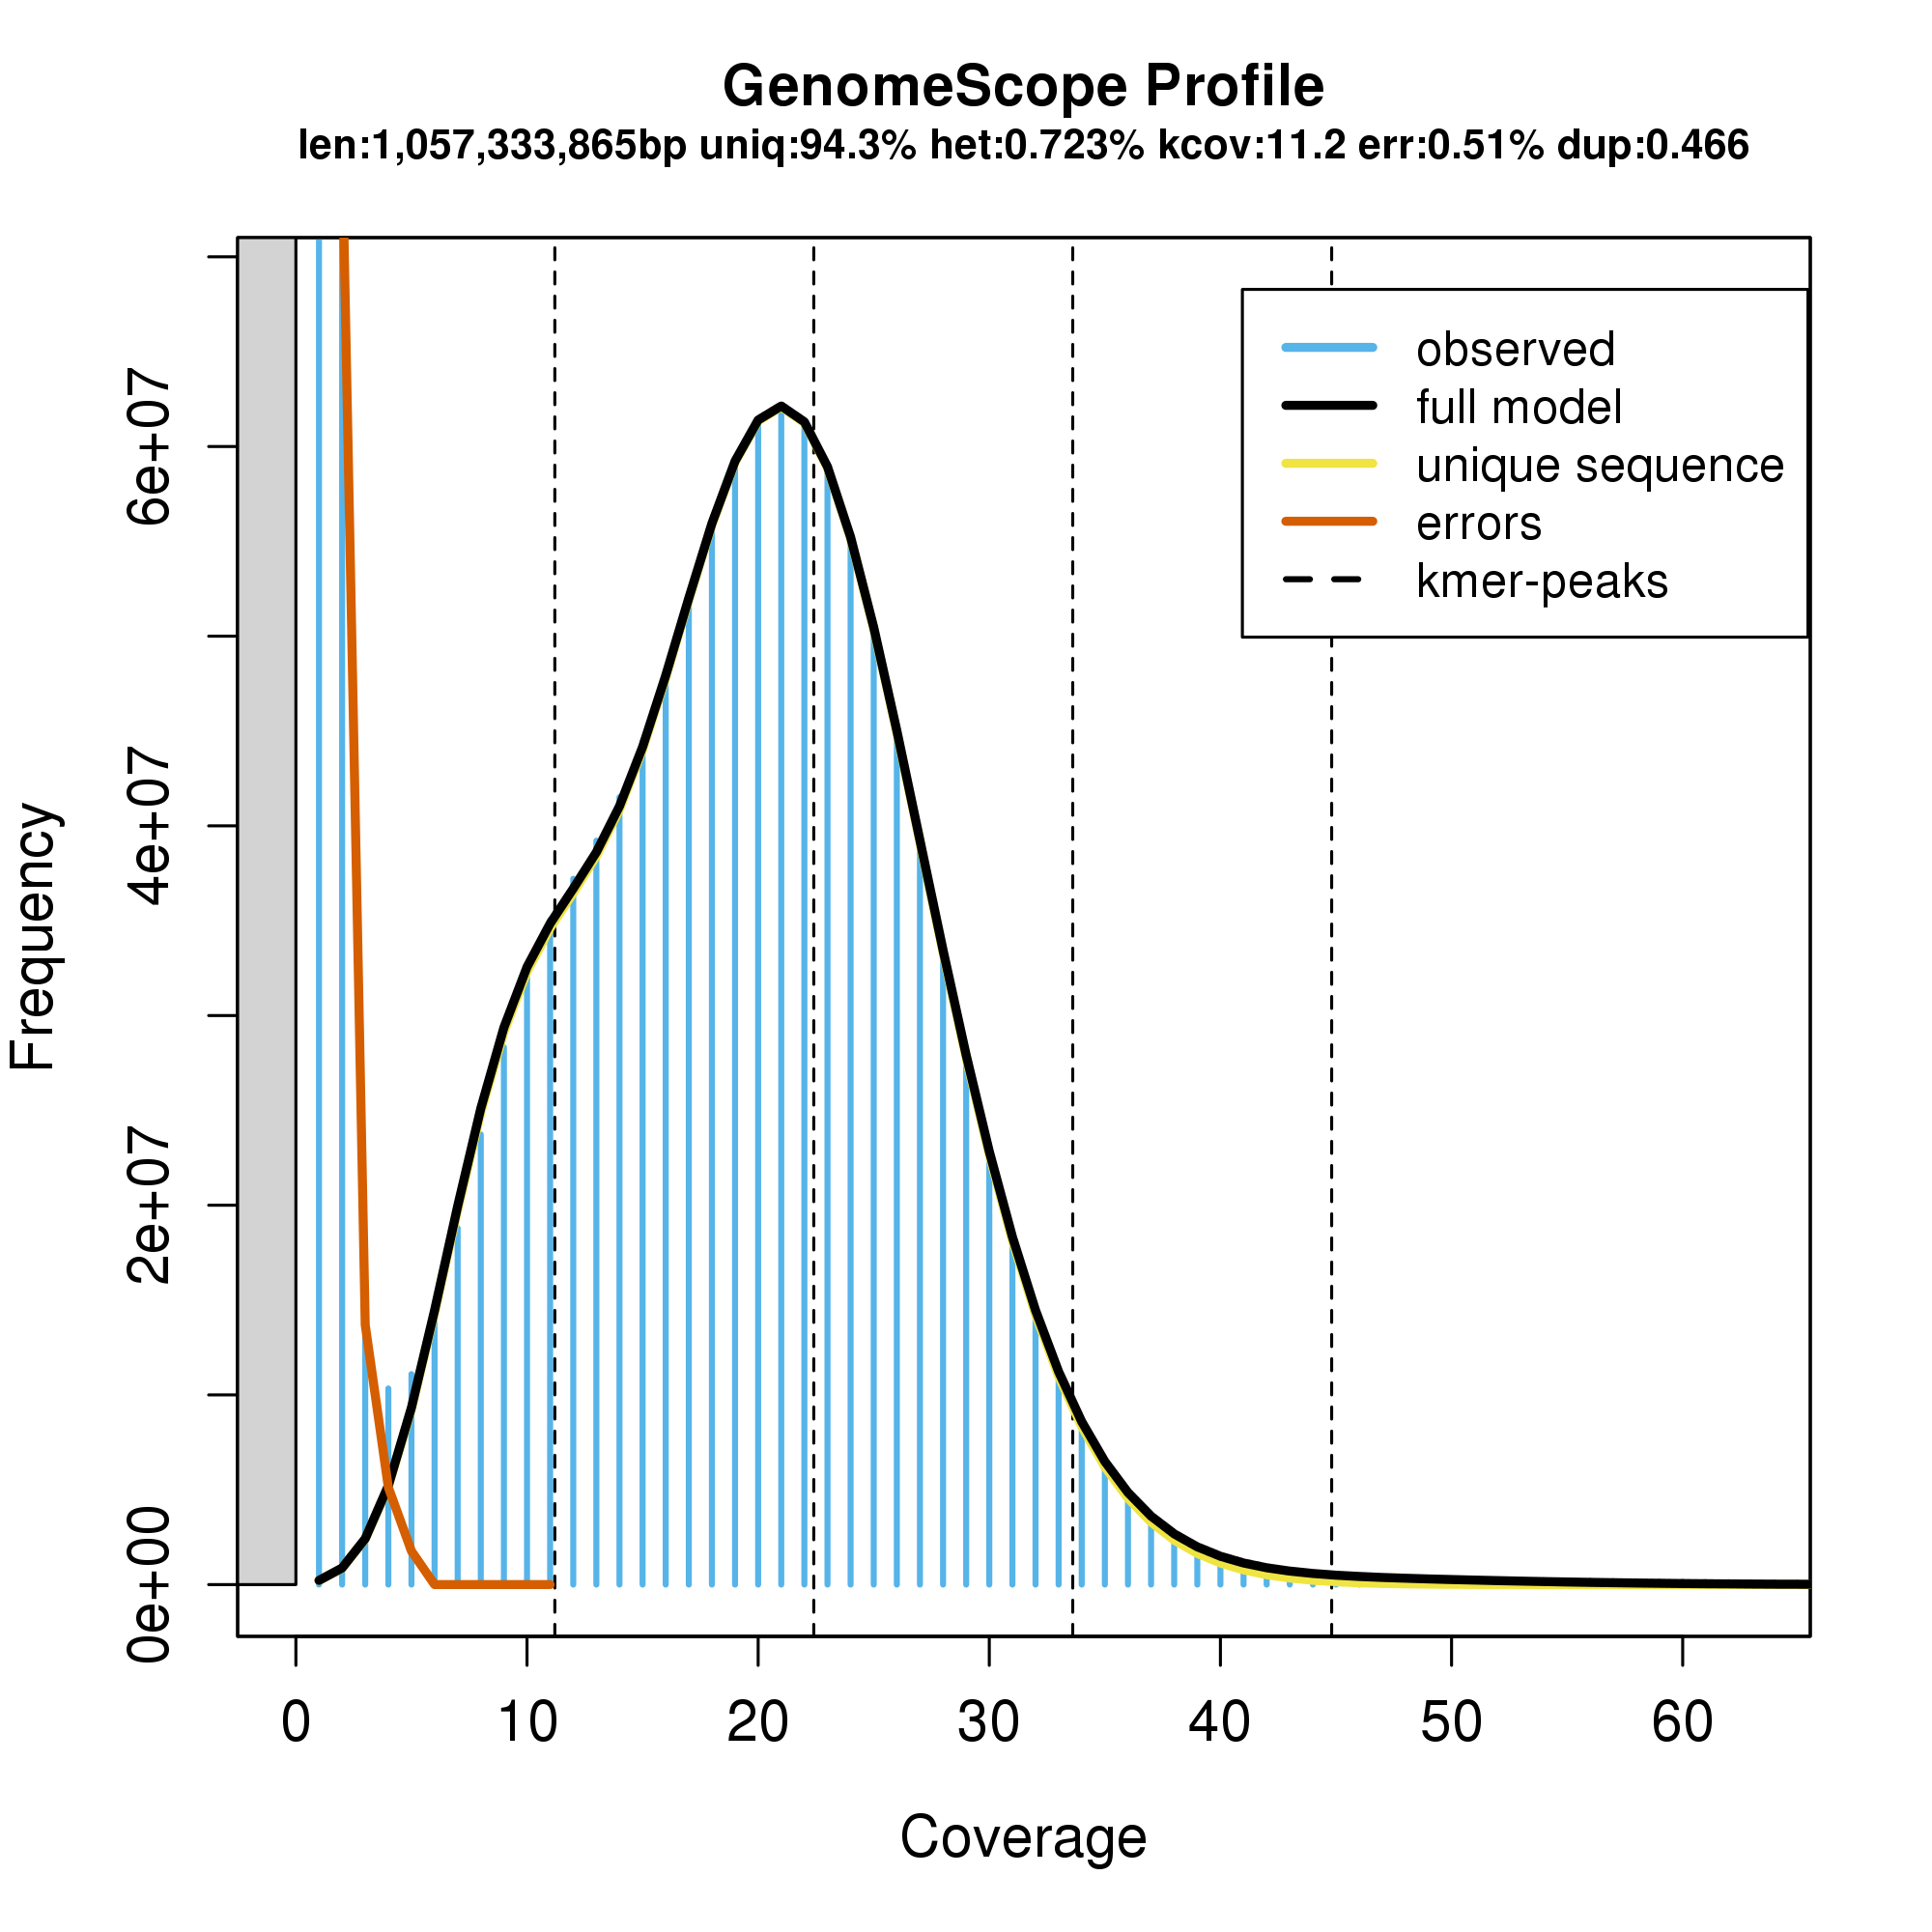 GenomeScope Profile
len:1,057,333,865bp uniq:94.3% het:0.723% kcov:11.2 err:0.51% dup:0.466
observed
full model
unique sequence
errors
kmer-peaks
Frequency
6e+07
4e+07
2e+07
0e+00
0 10 20 30 40 50 60
Coverage